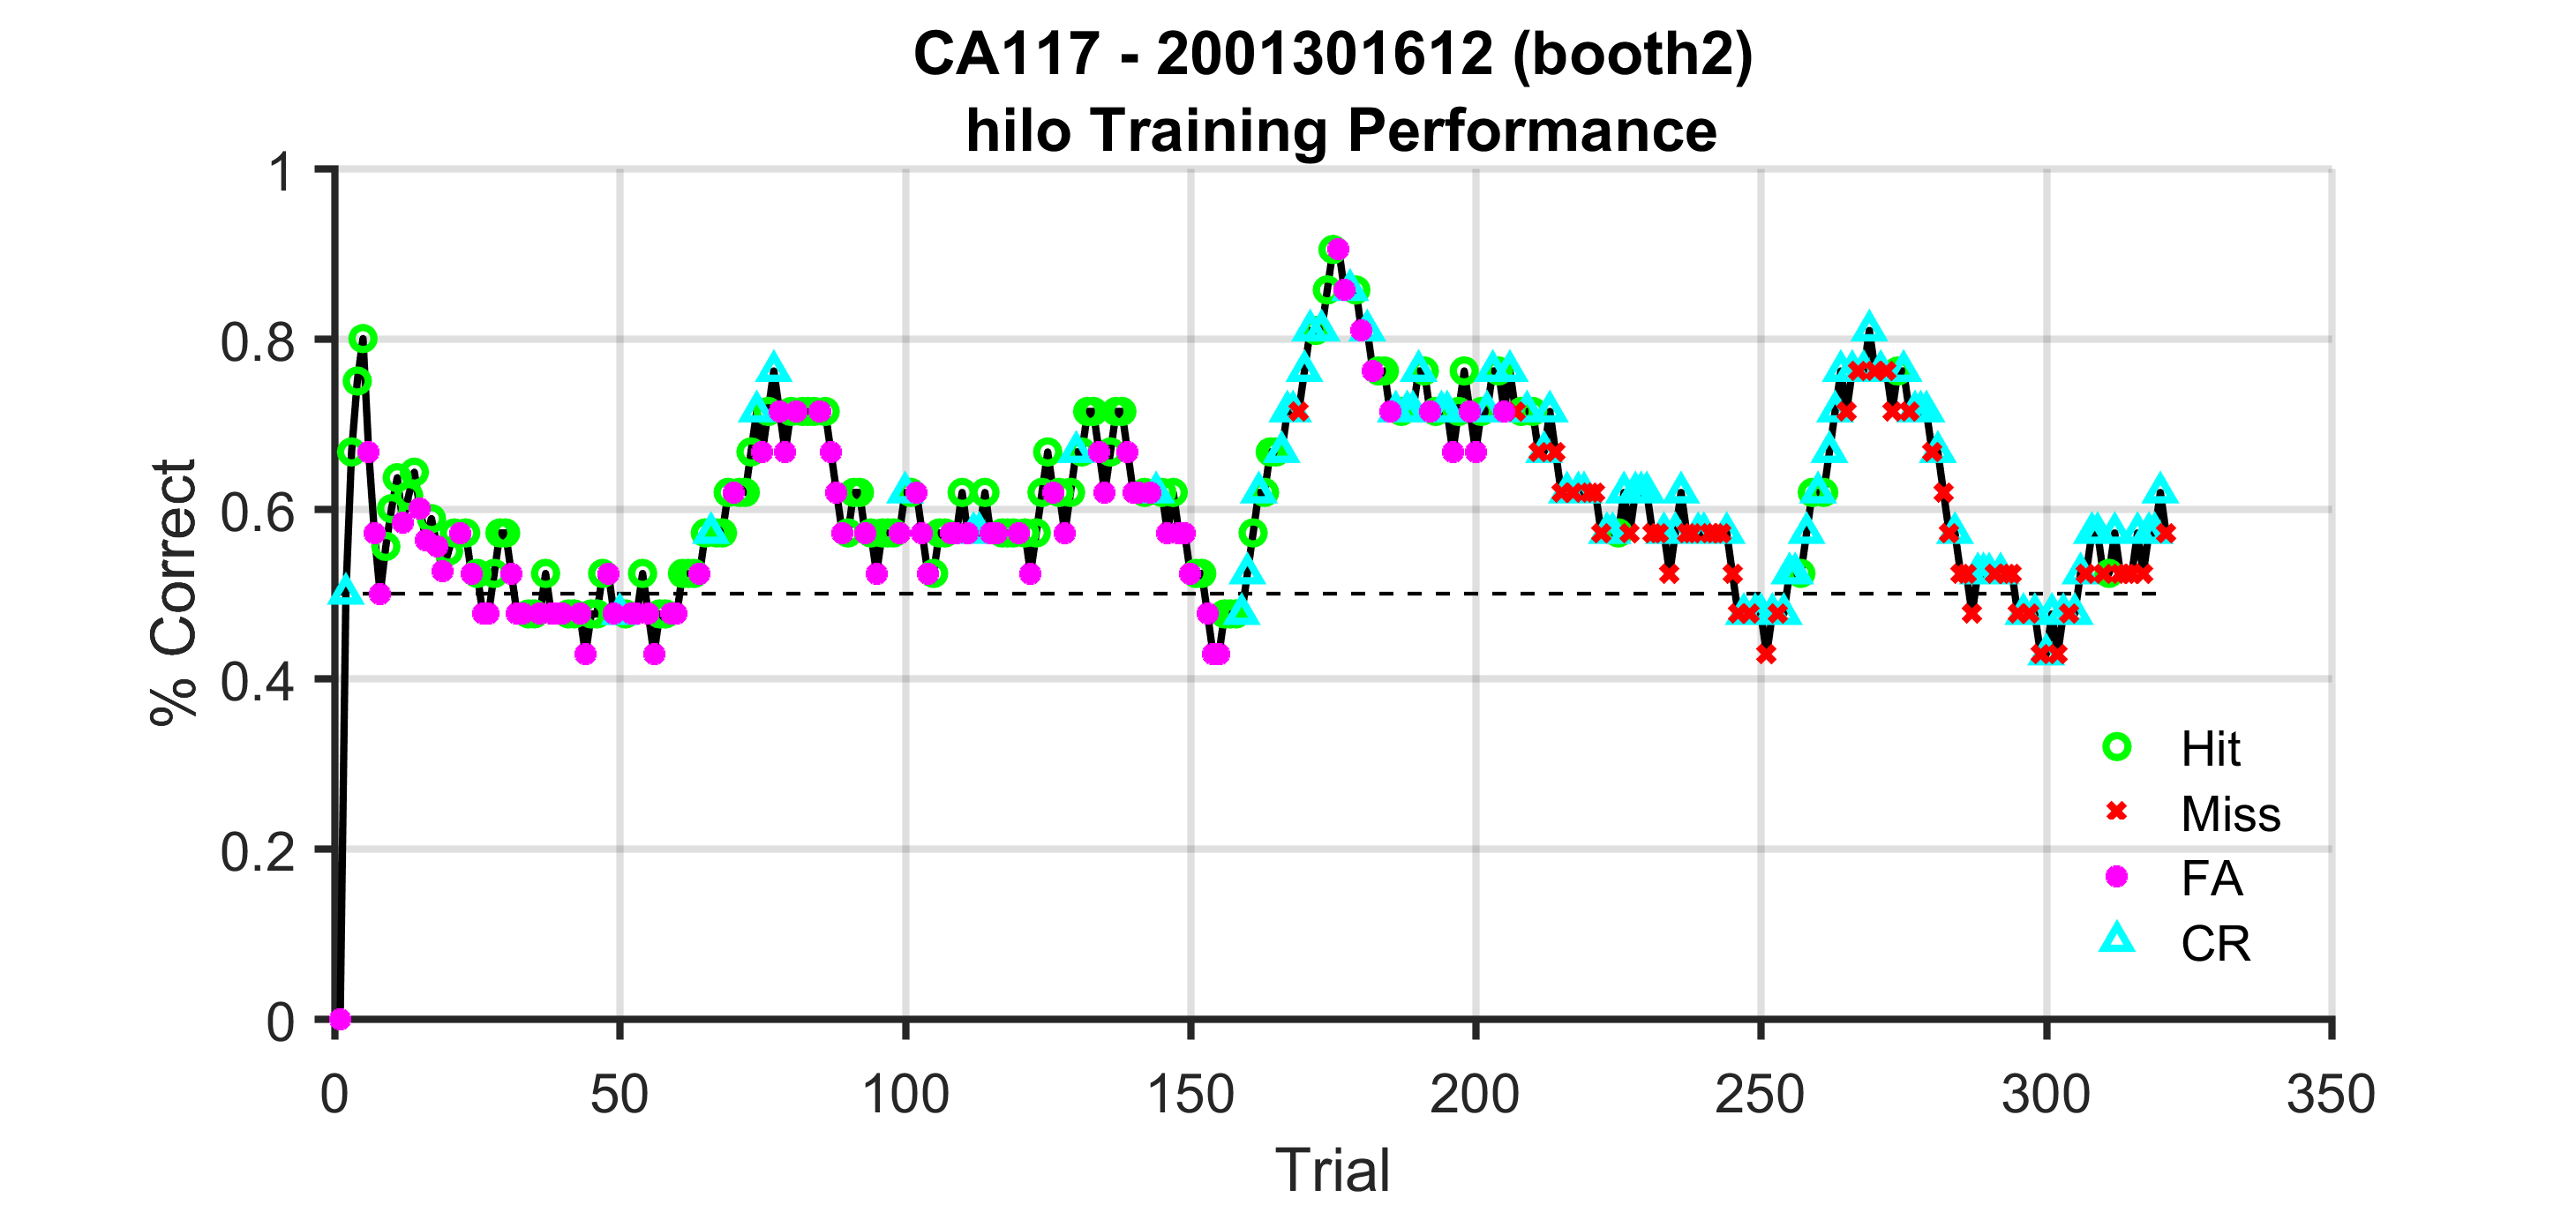 CA117 - 2001301612 (booth2)
hilo Training Performance
% Correct
1
0.8
0.6
0.4
0.2
0
0 50 100 150 200 250 300 350
Trial
Hit
Miss
FA
CR